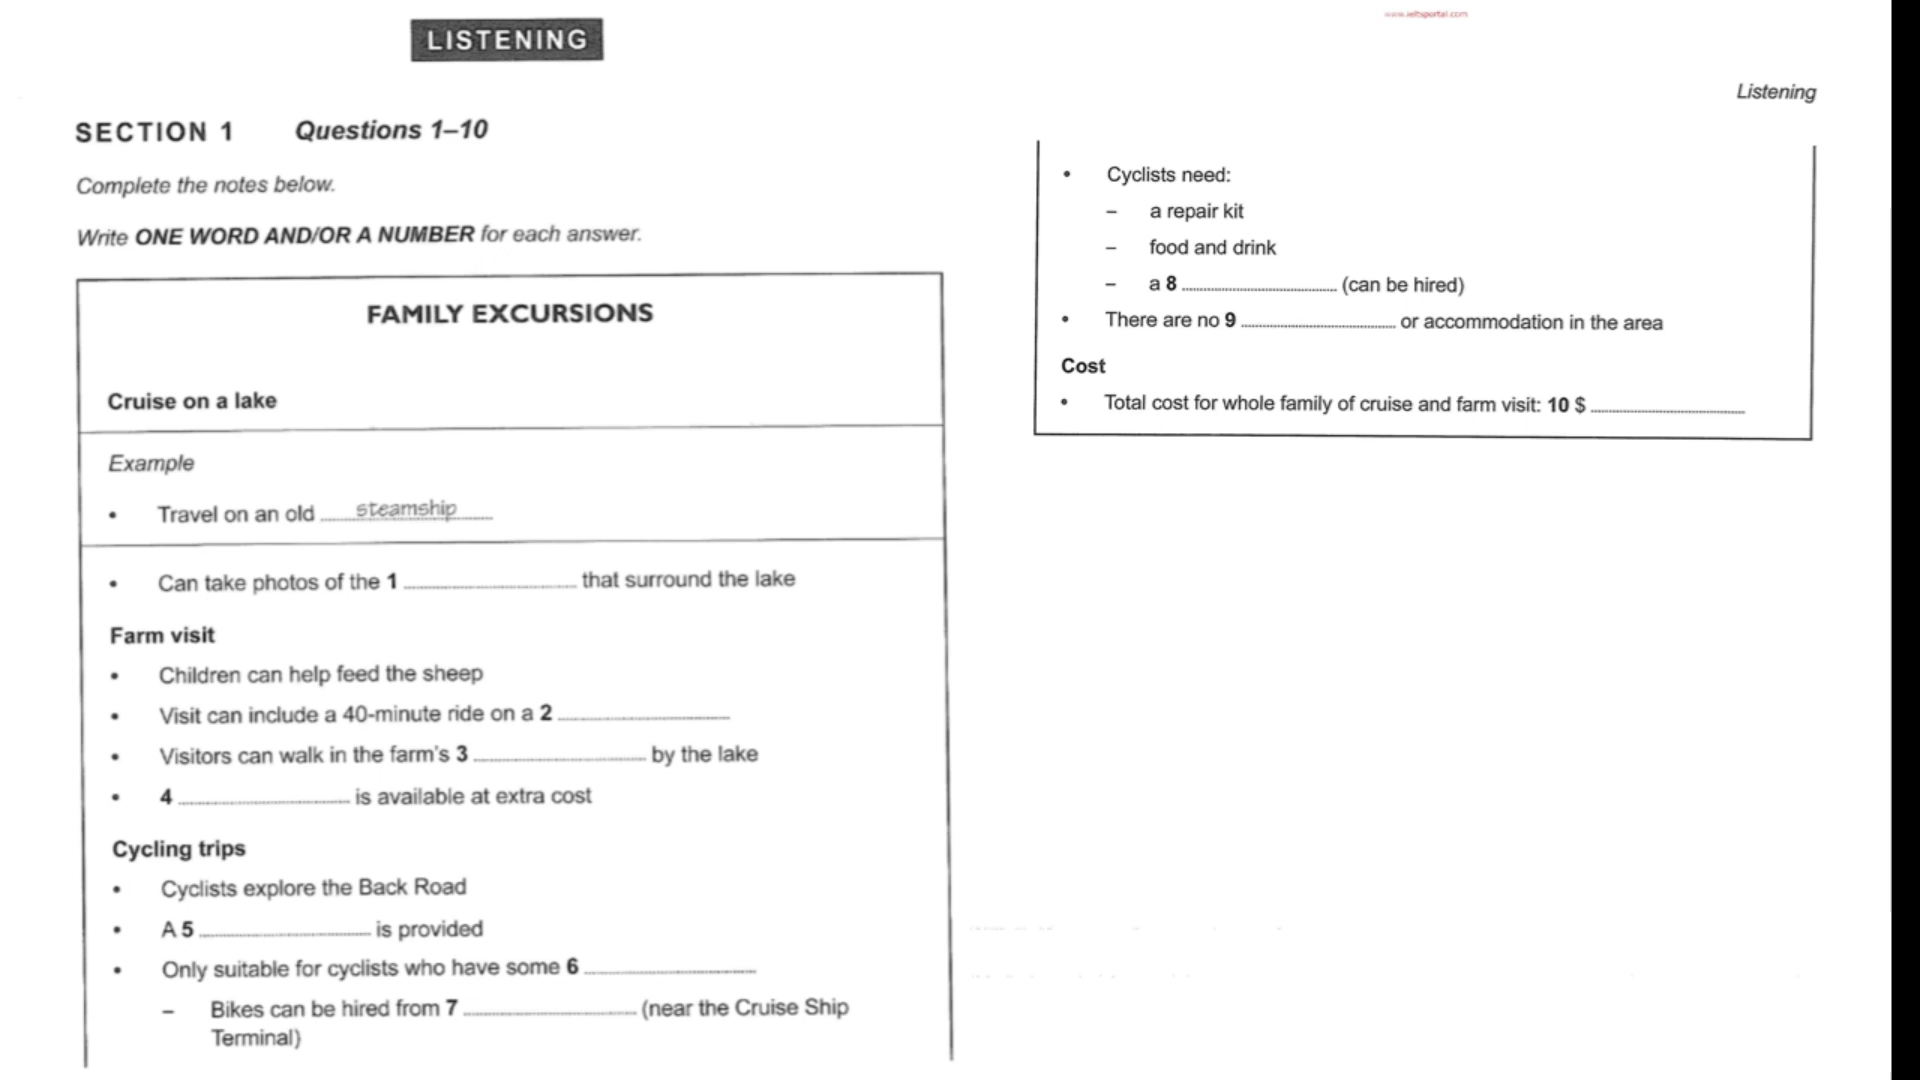 LISTENING
SECTION 1 Questions 1–10
Complete the notes below.
Write ONE WORD AND/OR A NUMBER for each answer.
FAMILY EXCURSIONS
Cruise on a lake
Example
• Travel on an old steamship
• Can take photos of the 1 ........................ that surround the lake
Farm visit
• Children can help feed the sheep
• Visit can include a 40-minute ride on a 2 ........................
• Visitors can walk in the farm's 3 ........................ by the lake
• 4 ........................ is available at extra cost
Cycling trips
• Cyclists explore the Back Road
• A 5 ........................ is provided
• Only suitable for cyclists who have some 6 ........................
– Bikes can be hired from 7 ........................ (near the Cruise Ship
Terminal)
www.ieltsportal.com
Listening
• Cyclists need:
– a repair kit
– food and drink
– a 8 ........................ (can be hired)
• There are no 9 ........................ or accommodation in the area
Cost
• Total cost for whole family of cruise and farm visit: 10 $ ........................